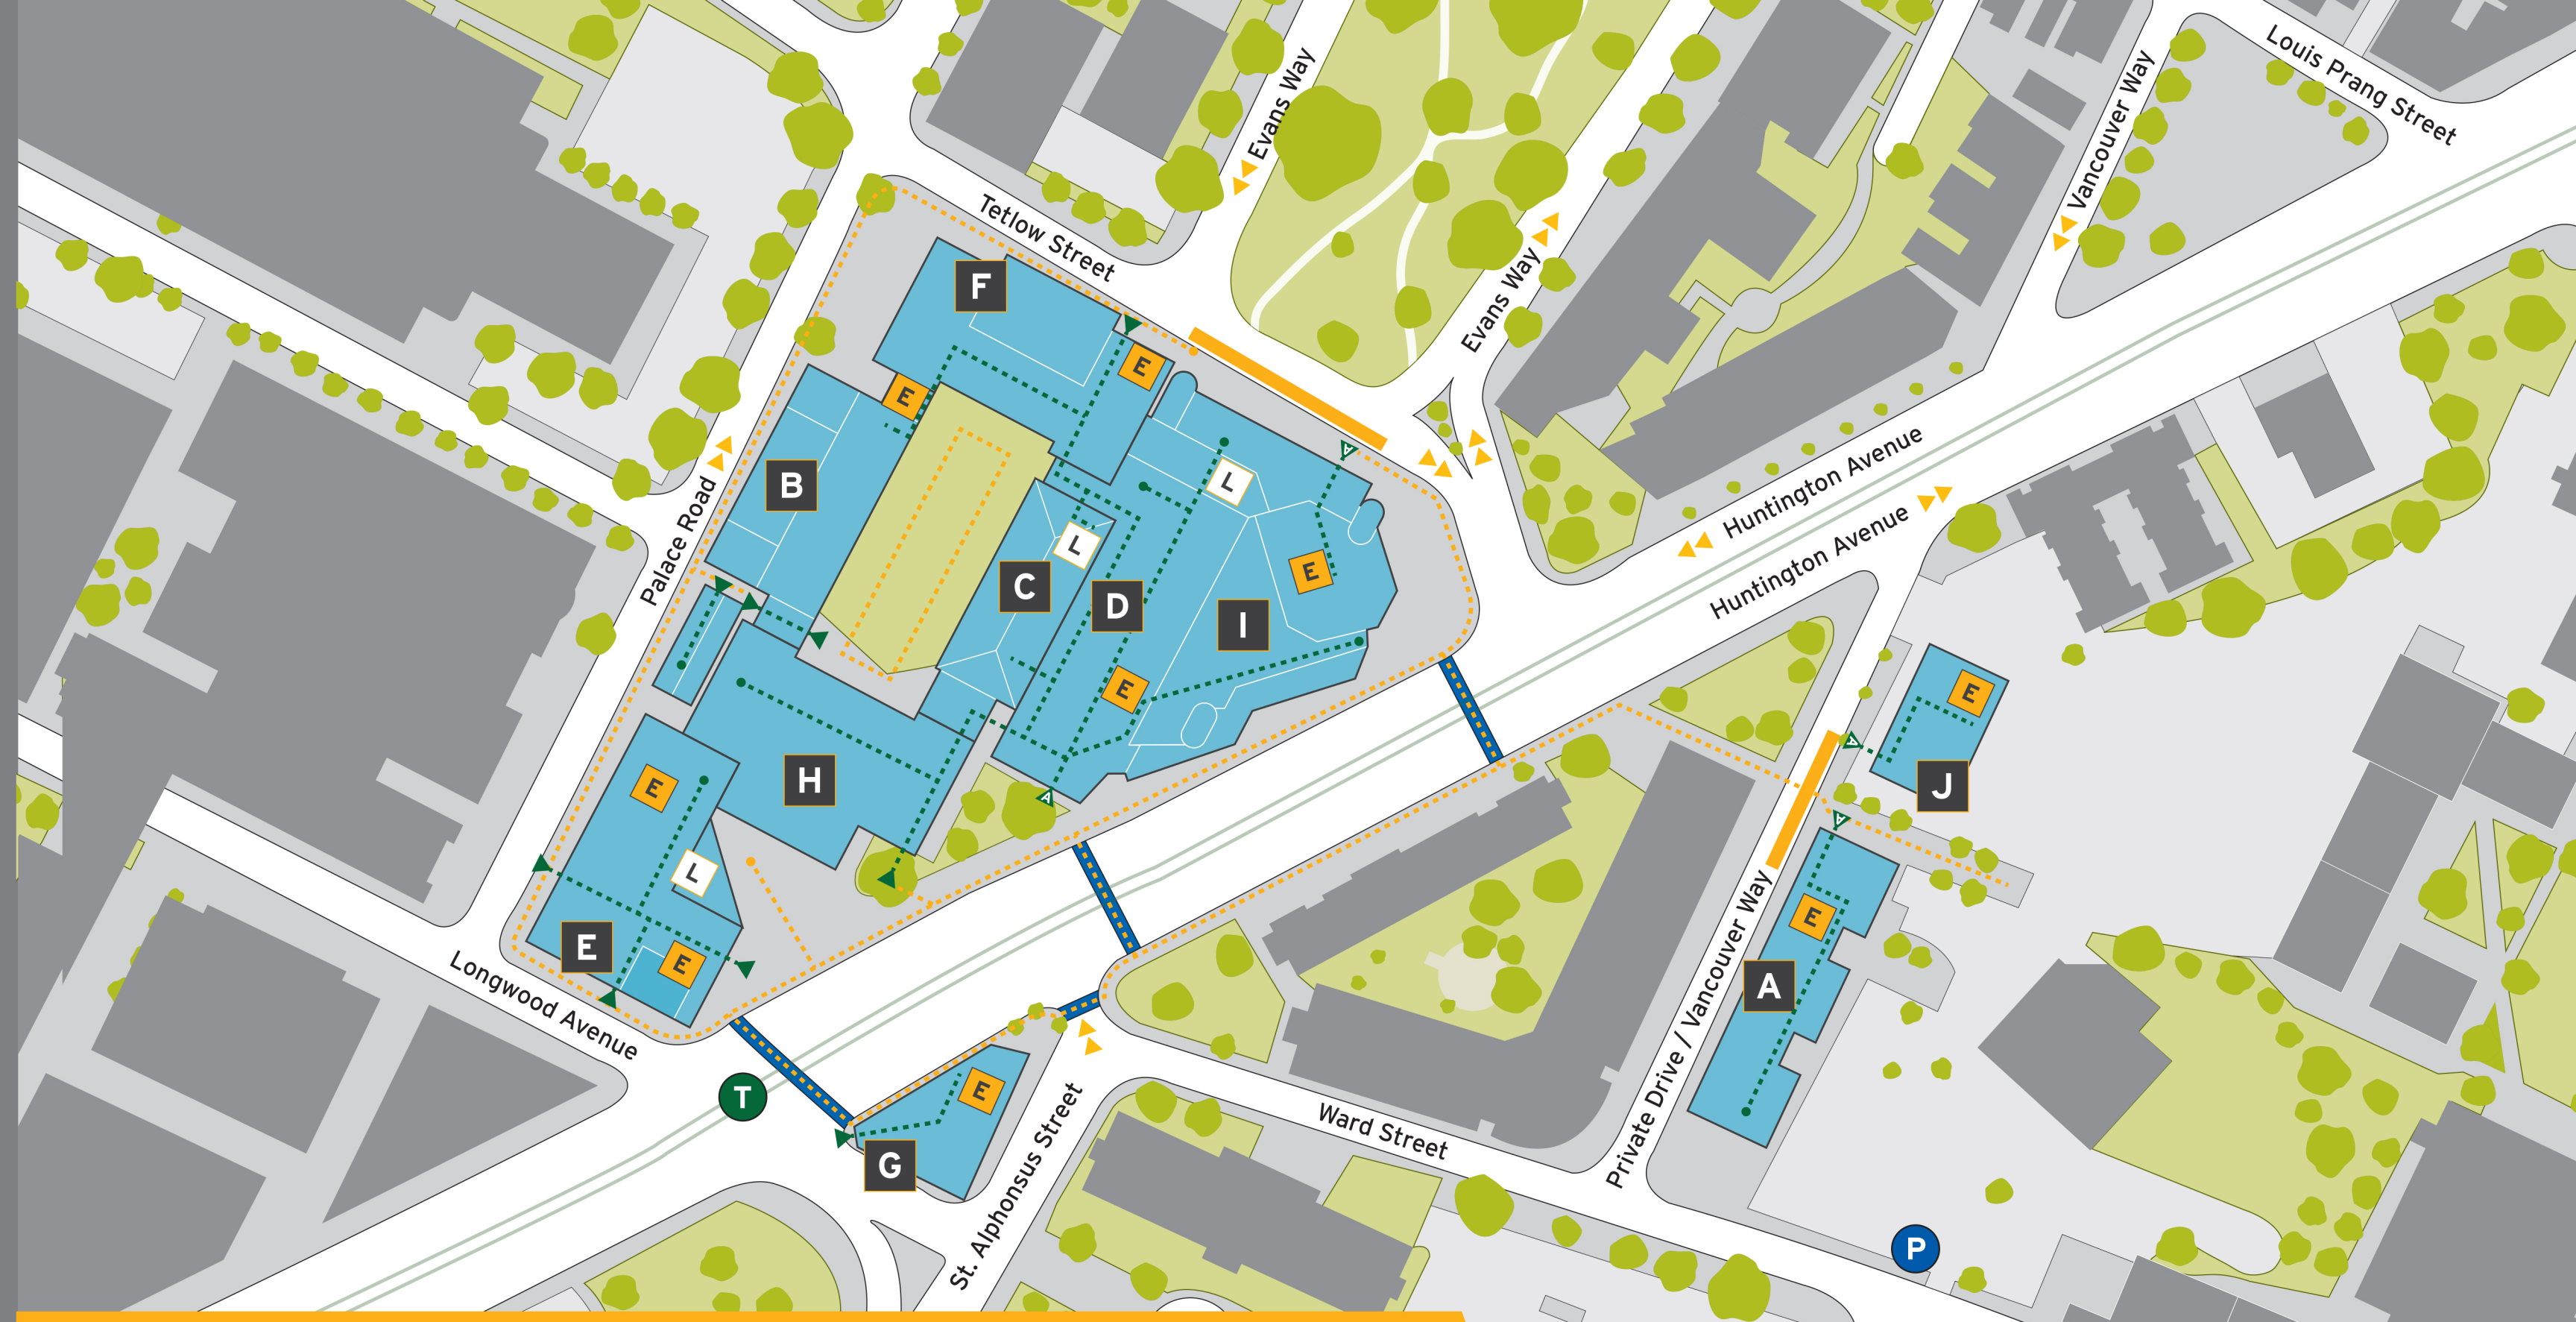 Louis Prang Street
Vancouver Way
Evans Way
Tetlow Street
Evans Way
F
E
E
B
L
Palace Road
Huntington Avenue
Huntington Avenue
A
L
C
D
E
I
E
E
A
J
H
E
A
A
L
E
E
E
A
Longwood Avenue
Private Drive / Vancouver Way
T
E
G
St. Alphonsus Street
Ward Street
P